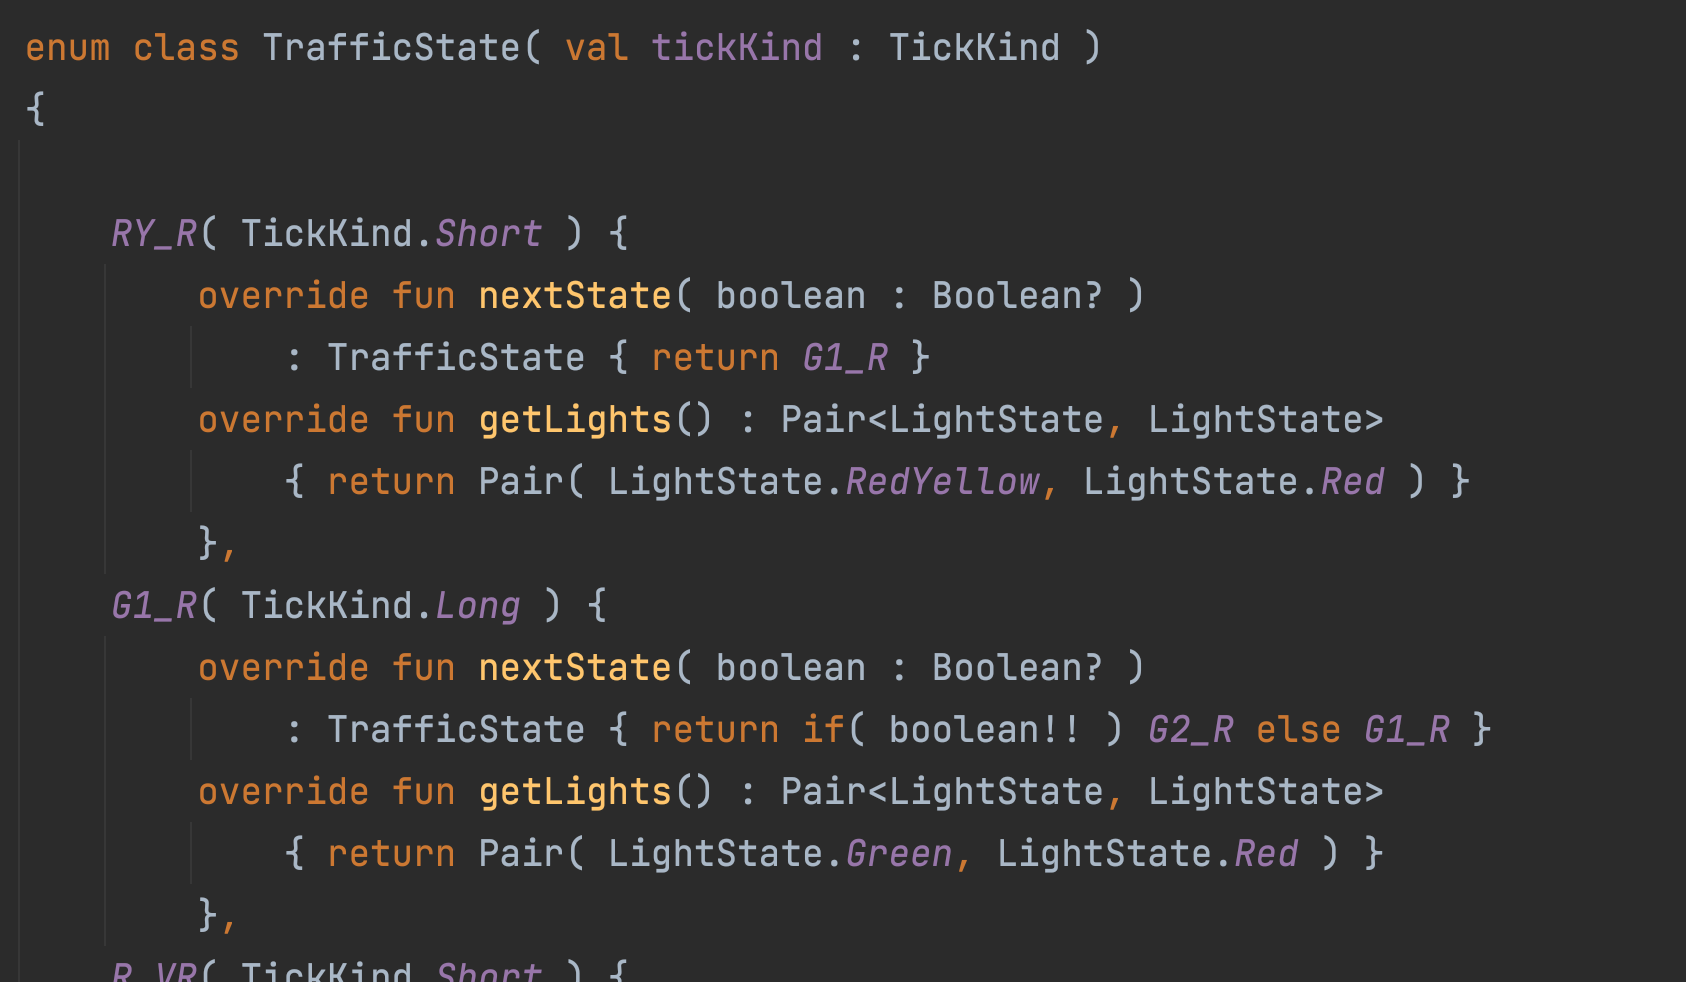 enum class TrafficState( val tickKind : TickKind )
{
RY_R( TickKind.Short ) {
override fun nextState( boolean : Boolean? )
: TrafficState { return G1_R }
override fun getLights() : Pair<LightState, LightState>
{ return Pair( LightState.RedYellow, LightState.Red ) }
},
G1_R( TickKind.Long ) {
override fun nextState( boolean : Boolean? )
: TrafficState { return if( boolean!! ) G2_R else G1_R }
override fun getLights() : Pair<LightState, LightState>
{ return Pair( LightState.Green, LightState.Red ) }
},
R_YR( TickKind.Short ) {